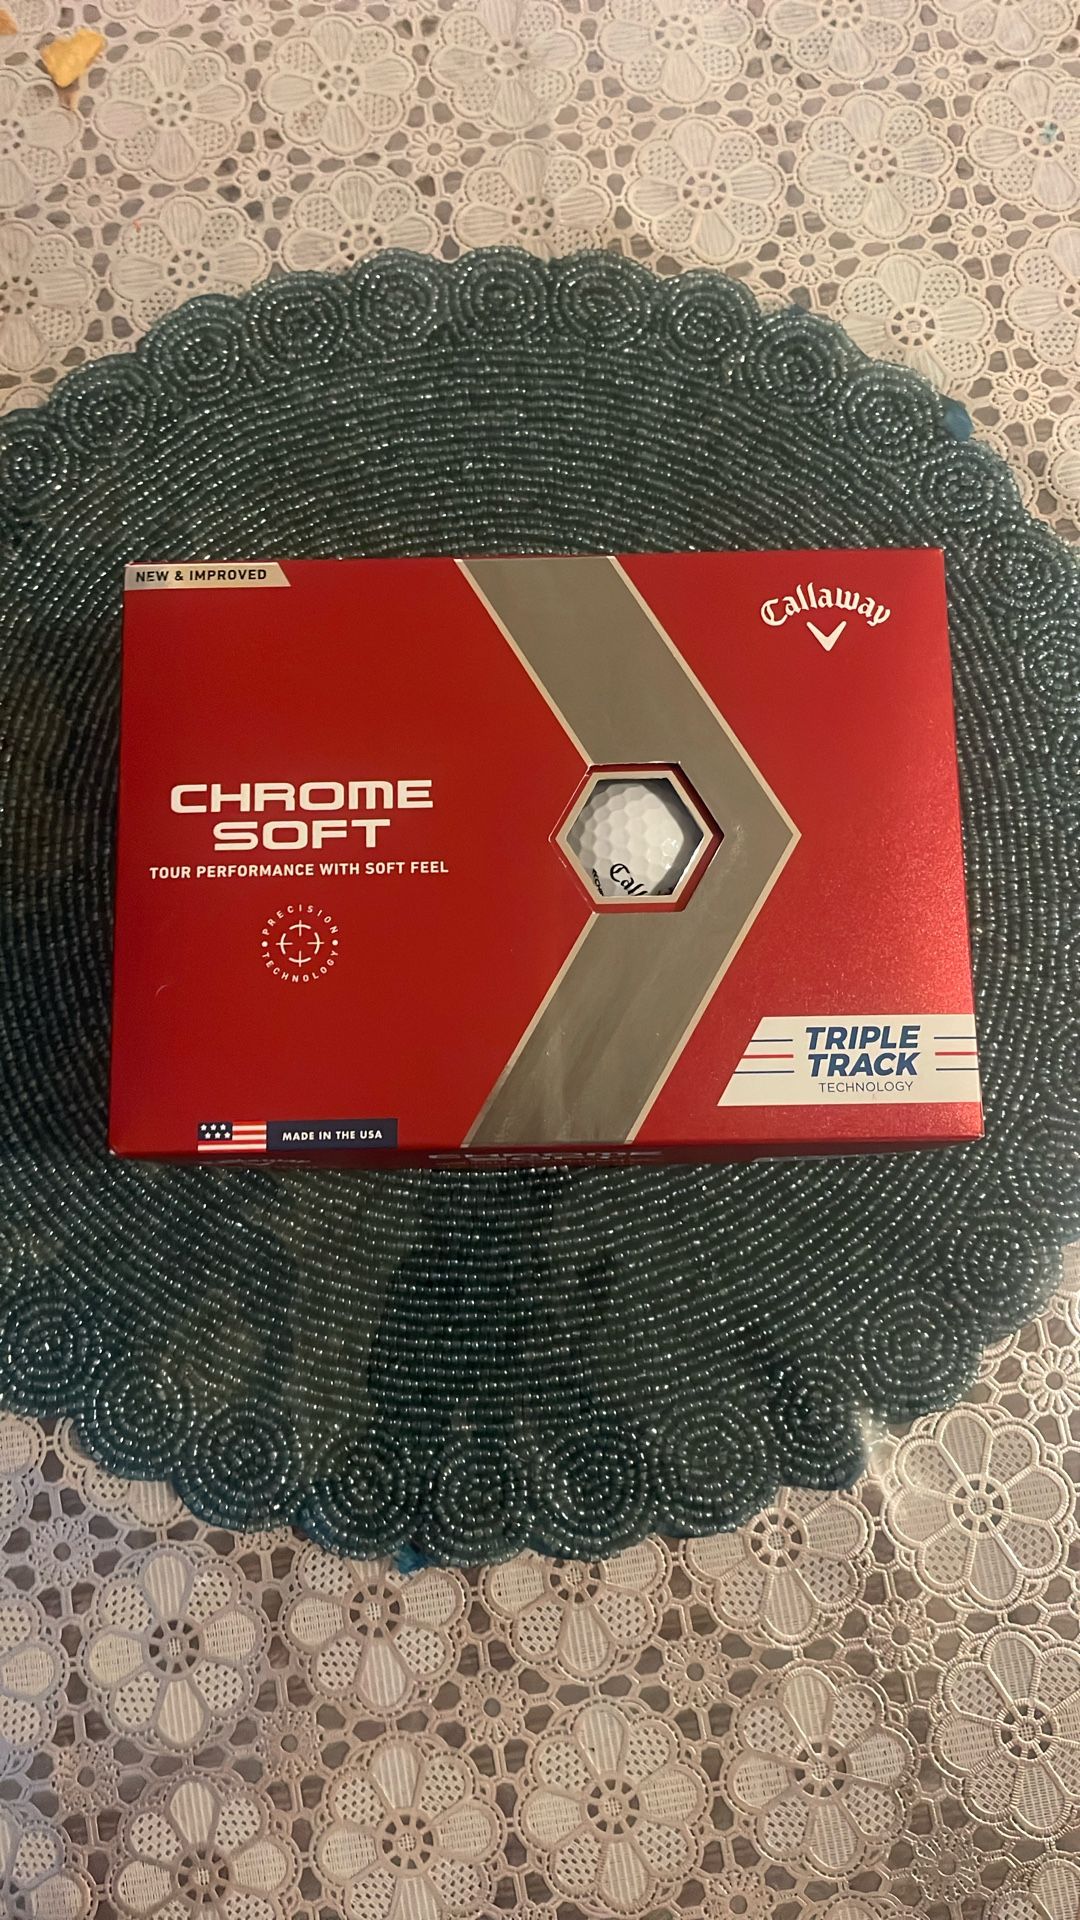 NEW & IMPROVED
Callaway
CHROME
SOFT
TOUR PERFORMANCE WITH SOFT FEEL
PRECISION
TECHNOLOGY
TRIPLE
TRACK
TECHNOLOGY
MADE IN THE USA
CHROME